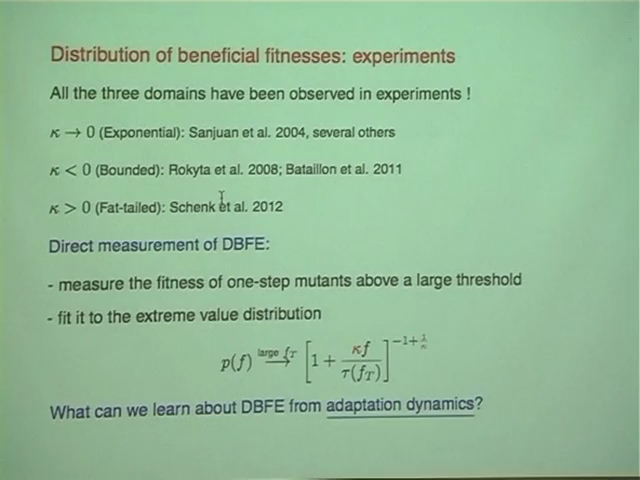 Distribution of beneficial fitnesses: experiments
All the three domains have been observed in experiments !
κ → 0 (Exponential): Sanjuan et al. 2004, several others
κ < 0 (Bounded): Rokyta et al. 2008; Bataillon et al. 2011
κ > 0 (Fat-tailed): Schenk et al. 2012
Direct measurement of DBFE:
- measure the fitness of one-step mutants above a large threshold
- fit it to the extreme value distribution
p(f) large f_T → [1 + κf / τ(f_T)]
What can we learn about DBFE from adaptation dynamics?